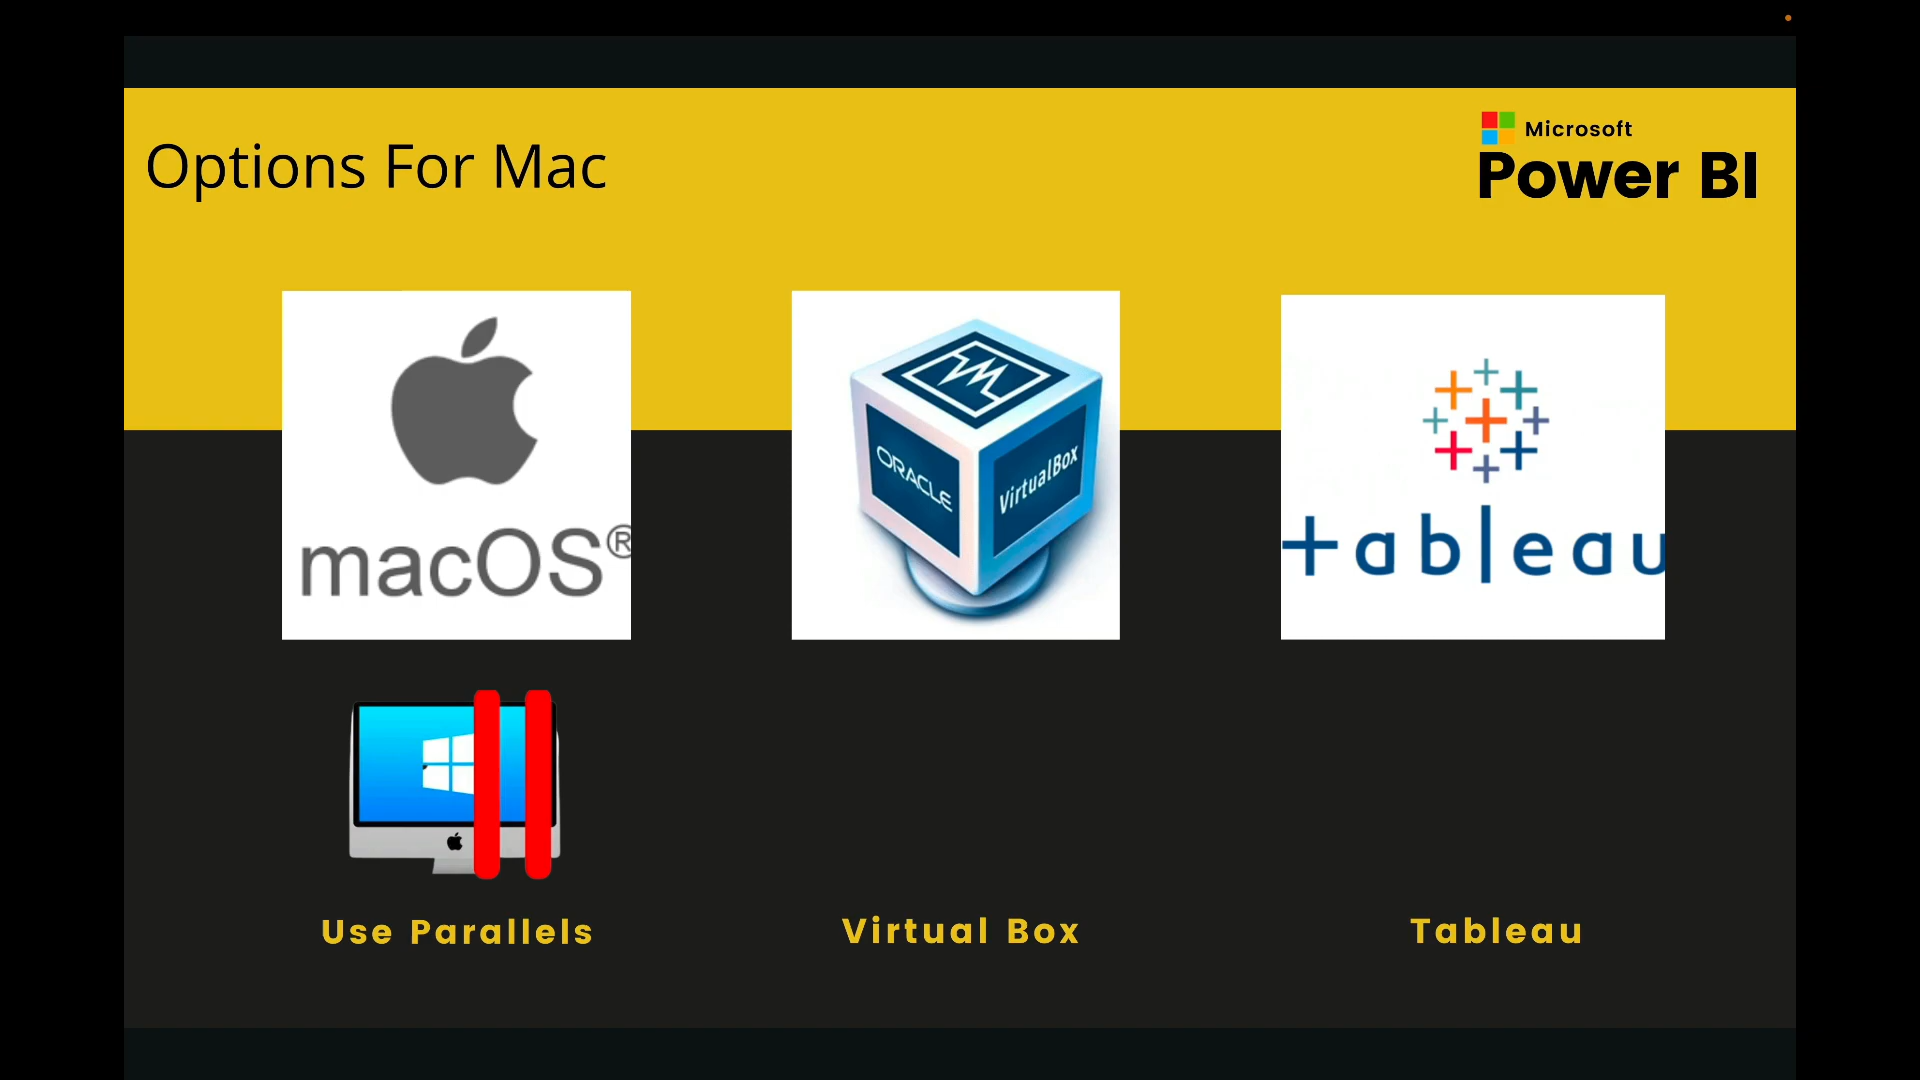 Microsoft
Options For Mac
Power BI
macOS®
ORACLE
VirtualBox
+ableau
Use Parallels
Virtual Box
Tableau